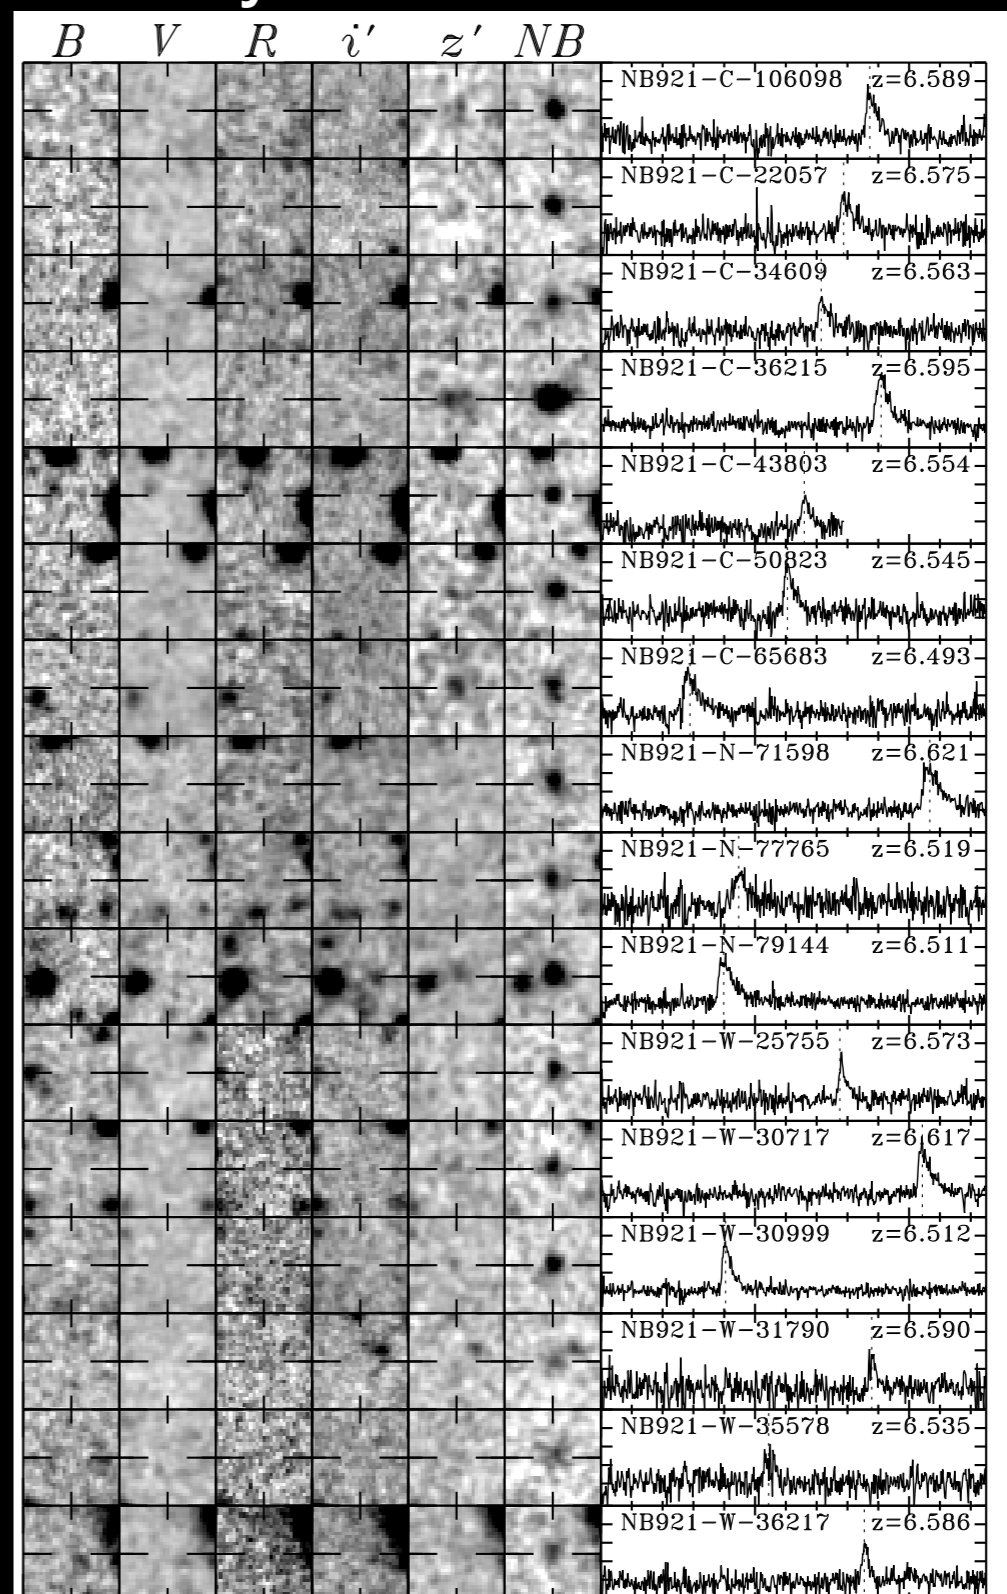 B V R i′ z′ NB
NB921-C-106098 z=6.589
NB921-C-22057 z=6.575
NB921-C-34609 z=6.563
NB921-C-36215 z=6.595
NB921-C-43803 z=6.554
NB921-C-50823 z=6.545
NB921-C-65683 z=6.493
NB921-N-71598 z=6.621
NB921-N-77765 z=6.519
NB921-N-79144 z=6.511
NB921-W-25755 z=6.573
NB921-W-30717 z=6.617
NB921-W-30999 z=6.512
NB921-W-31790 z=6.590
NB921-W-35578 z=6.535
NB921-W-36217 z=6.586